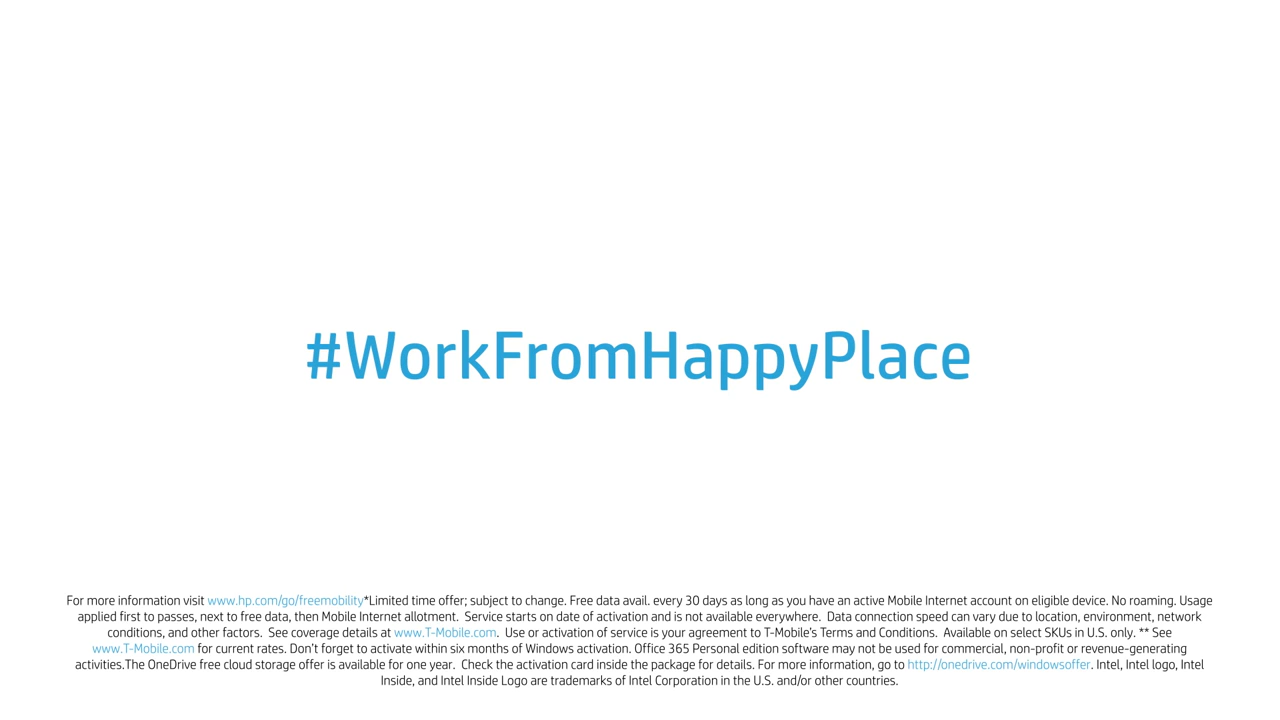 #WorkFromHappyPlace
For more information visit www.hp.com/go/freemobility*Limited time offer; subject to change. Free data avail. every 30 days as long as you have an active Mobile Internet account on eligible device. No roaming. Usage
applied first to passes, next to free data, then Mobile Internet allotment.  Service starts on date of activation and is not available everywhere.  Data connection speed can vary due to location, environment, network
conditions, and other factors.  See coverage details at www.T-Mobile.com.  Use or activation of service is your agreement to T-Mobile's Terms and Conditions.  Available on select SKUs in U.S. only. ** See
www.T-Mobile.com for current rates. Don't forget to activate within six months of Windows activation. Office 365 Personal edition software may not be used for commercial, non-profit or revenue-generating
activities.The OneDrive free cloud storage offer is available for one year.  Check the activation card inside the package for details. For more information, go to http://onedrive.com/windowsoffer. Intel, Intel logo, Intel
Inside, and Intel Inside Logo are trademarks of Intel Corporation in the U.S. and/or other countries.